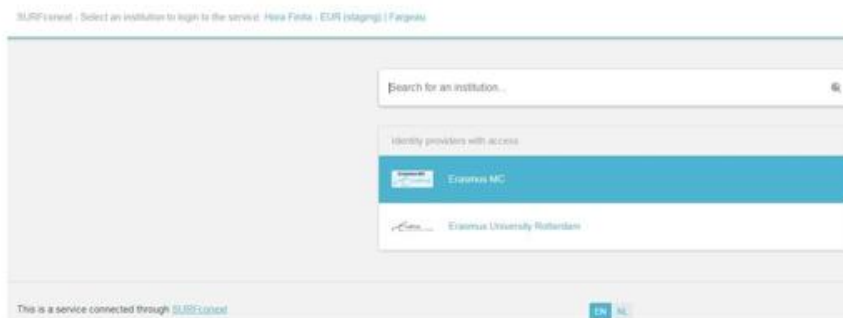 SURFconext - Select an institution to login to the service: Hora Finita - EUR (staging) | Fargeau
Search for an institution...
Identity providers with access
Erasmus MC
Erasmus University Rotterdam
This is a service connected through SURFconext
EN NL